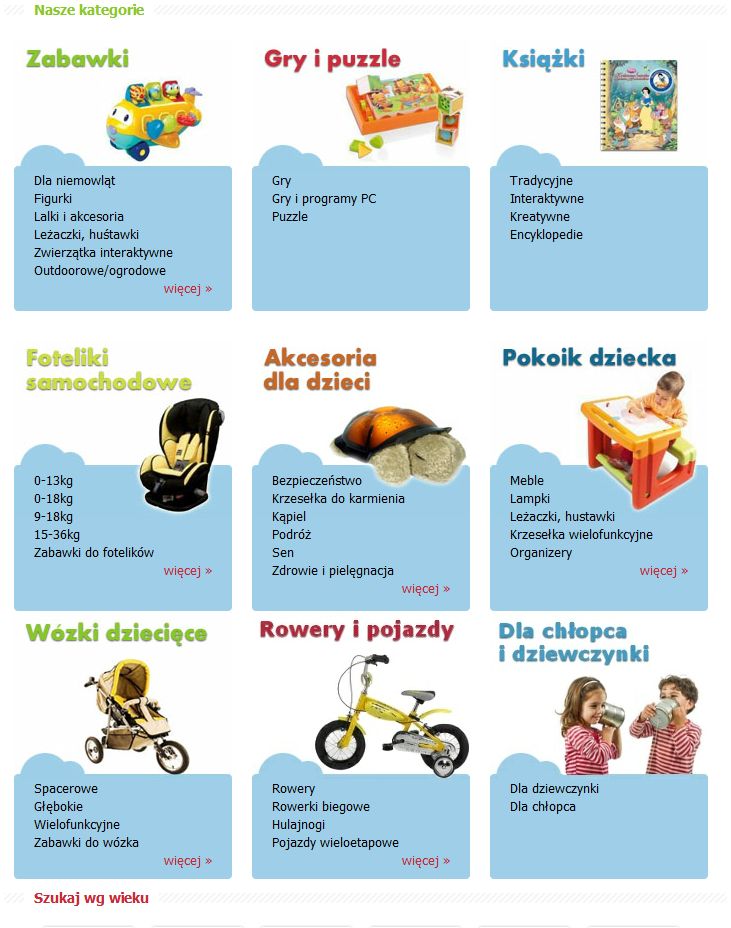 Nasze kategorie
Zabawki
Dla niemowląt
Figurki
Lalki i akcesoria
Leżaczki, huśtawki
Zwierzątka interaktywne
Outdoorowe/ogrodowe
więcej »
Gry i puzzle
Gry
Gry i programy PC
Puzzle
Książki
Tradycyjne
Interaktywne
Kreatywne
Encyklopedie
Foteliki
samochodowe
0-13kg
0-18kg
9-18kg
15-36kg
Zabawki do fotelików
więcej »
Akcesoria
dla dzieci
Bezpieczeństwo
Krzesełka do karmienia
Kąpiel
Podróż
Sen
Zdrowie i pielęgnacja
więcej »
Pokoik dziecka
Meble
Lampki
Leżaczki, hustawki
Krzesełka wielofunkcyjne
Organizery
więcej »
Wózki dziecięce
Spacerowe
Głębokie
Wielofunkcyjne
Zabawki do wózka
więcej »
Rowery i pojazdy
Rowery
Rowerki biegowe
Hulajnogi
Pojazdy wieloetapowe
więcej »
Dla chłopca
i dziewczynki
Dla dziewczynki
Dla chłopca
Szukaj wg wieku